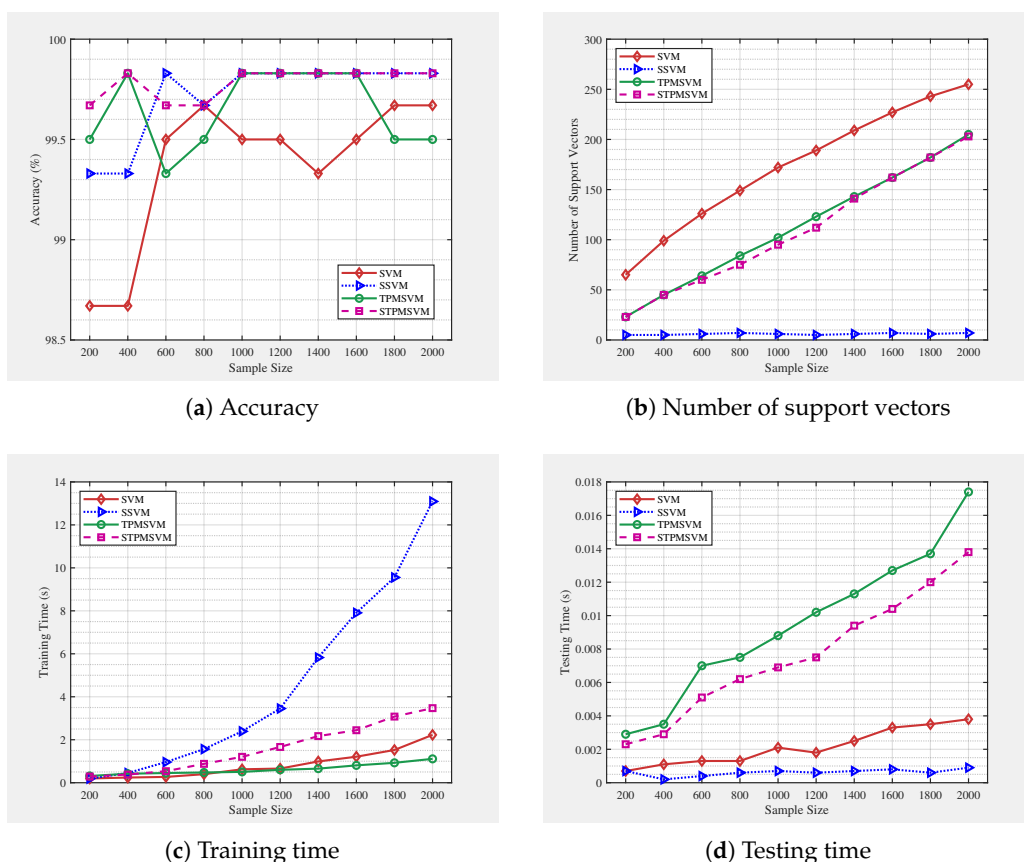 100
99.5
99
98.5
Accuracy (%)
SVM
SSVM
TPMSVM
STPMSVM
200 400 600 800 1000 1200 1400 1600 1800 2000
Sample Size
(a) Accuracy
300
250
200
150
100
50
0
Number of Support Vectors
SVM
SSVM
TPMSVM
STPMSVM
200 400 600 800 1000 1200 1400 1600 1800 2000
Sample Size
(b) Number of support vectors
14
12
10
8
6
4
2
0
Training Time (s)
SVM
SSVM
TPMSVM
STPMSVM
200 400 600 800 1000 1200 1400 1600 1800 2000
Sample Size
(c) Training time
0.018
0.016
0.014
0.012
0.01
0.008
0.006
0.004
0.002
0
Testing Time (s)
SVM
SSVM
TPMSVM
STPMSVM
200 400 600 800 1000 1200 1400 1600 1800 2000
Sample Size
(d) Testing time